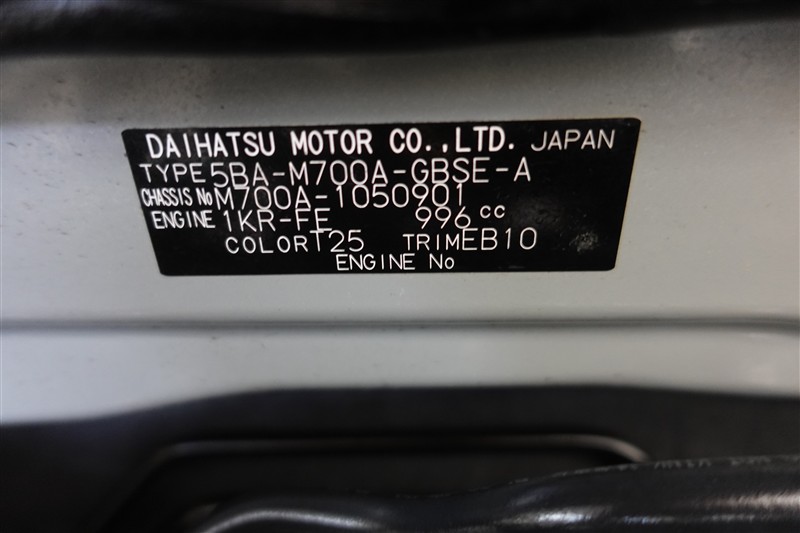 DAIHATSU MOTOR CO.,LTD. JAPAN
TYPE 5BA-M700A-GBSE-A
CHASSIS No M700A-1050901
ENGINE 1KR-FE 996 cc
COLOR T25 TRIM EB10
ENGINE No